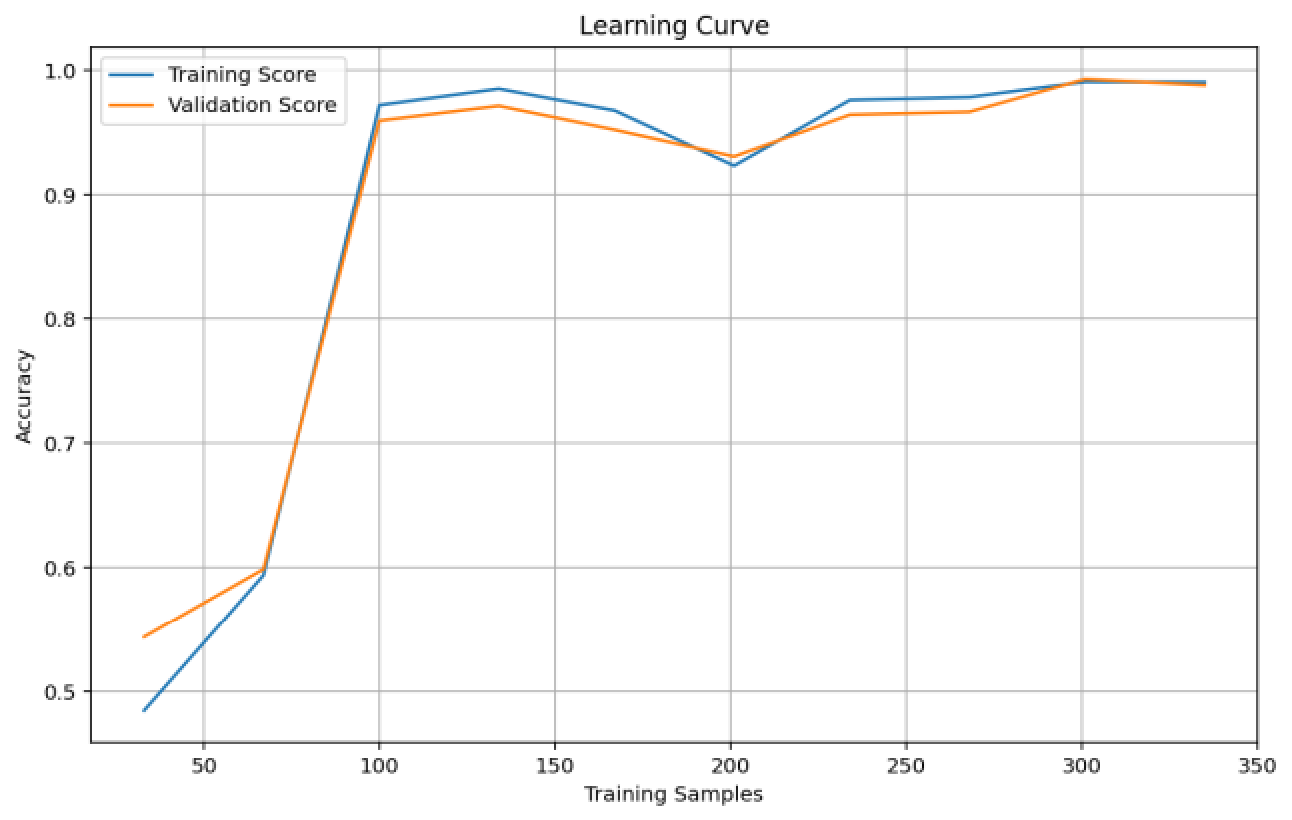 Learning Curve
Training Score
Validation Score
1.0
0.9
0.8
0.7
0.6
0.5
Accuracy
50 100 150 200 250 300 350
Training Samples